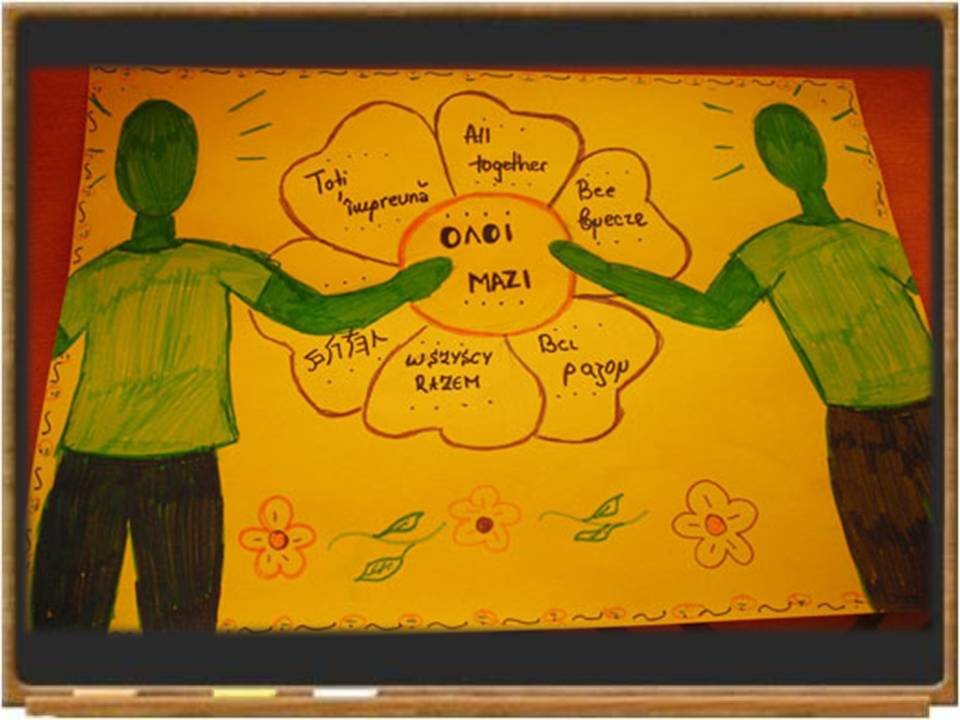 Toti
împreună
All
together
Все
вместе
ΟΛΟΙ
ΜΑΖΙ
WSZYSCY
RAZEM
Всі
разом